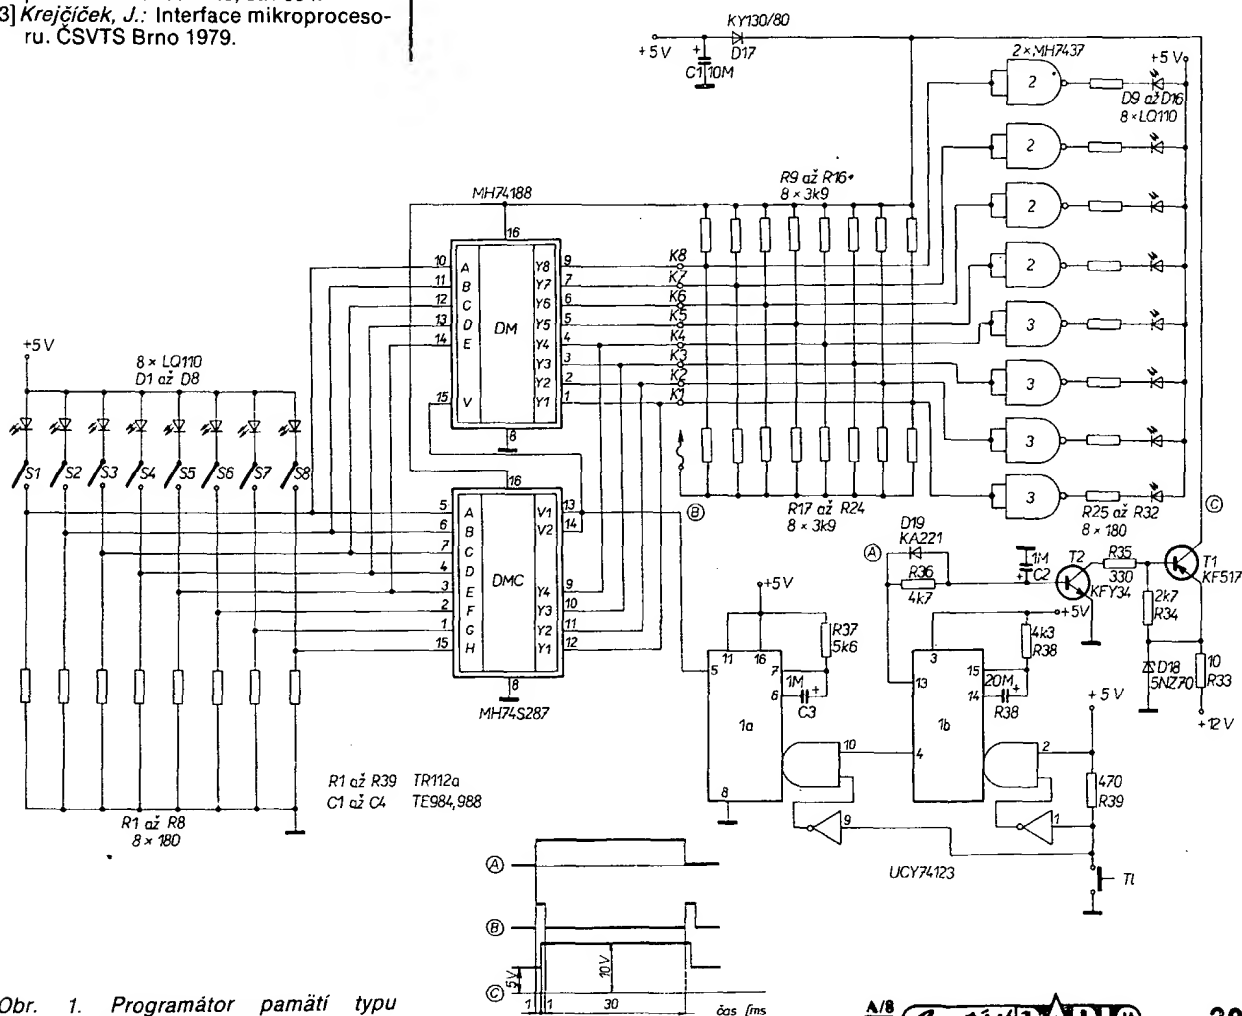 3] Krejčíček, J.: Interface mikroproceso-
ru. ČSVTS Brno 1979.
KY130/80
+5V
D17
+
C1
10M
2×MH7437
+5V
2
D9 až D16
8×LQ110
2
2
2
3
3
3
3
R25 až R32
8 × 180
MH74188
R9 až R16
8 × 3k9
16
10 A Y8 9 K8
11 B Y7 7 K7
12 C Y6 6 K6
13 D DM Y5 5 K5
14 E Y4 4 K4
Y3 3 K3
Y2 2 K2
15 V Y1 1 K1
8
B
R17 až R24
8 × 3k9
+5V
8 × LQ110
D1 až D8
S1 S2 S3 S4 S5 S6 S7 S8
16
5 A V1 13
6 B V2 14
7 C
4 D DMC
3 E Y4 9
2 F Y3 10
1 G Y2 11
15 H Y1 12
8
MH74S287
R1 až R8
8 × 180
R1 až R39 TR112a
C1 až C4 TE984,988
C
D19
KA221
A
R36
4k7
1M
+
C2
T2
KFY34
R35
330
T1
KF517
2k7
R34
D18
5NZ70
10
R33
+12V
+5V
11 16
5 7
6
R37
5k6
1M
+
C3
1a
10
8
9
+5V
3
13 15
14
4k3
R38
20M
+
R38
1b
4
2
1
+5V
470
R39
UCY74123
Tl
A
B
C
5V
10V
1 1 30
čas [ms
Obr. 1. Programátor pamätí typu
A/8